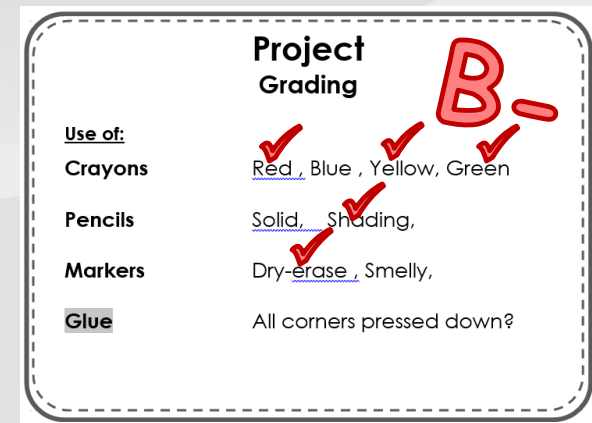 Project
Grading
B-
Use of:
Crayons Red , Blue , Yellow, Green
Pencils Solid, Shading,
Markers Dry-erase , Smelly,
Glue All corners pressed down?